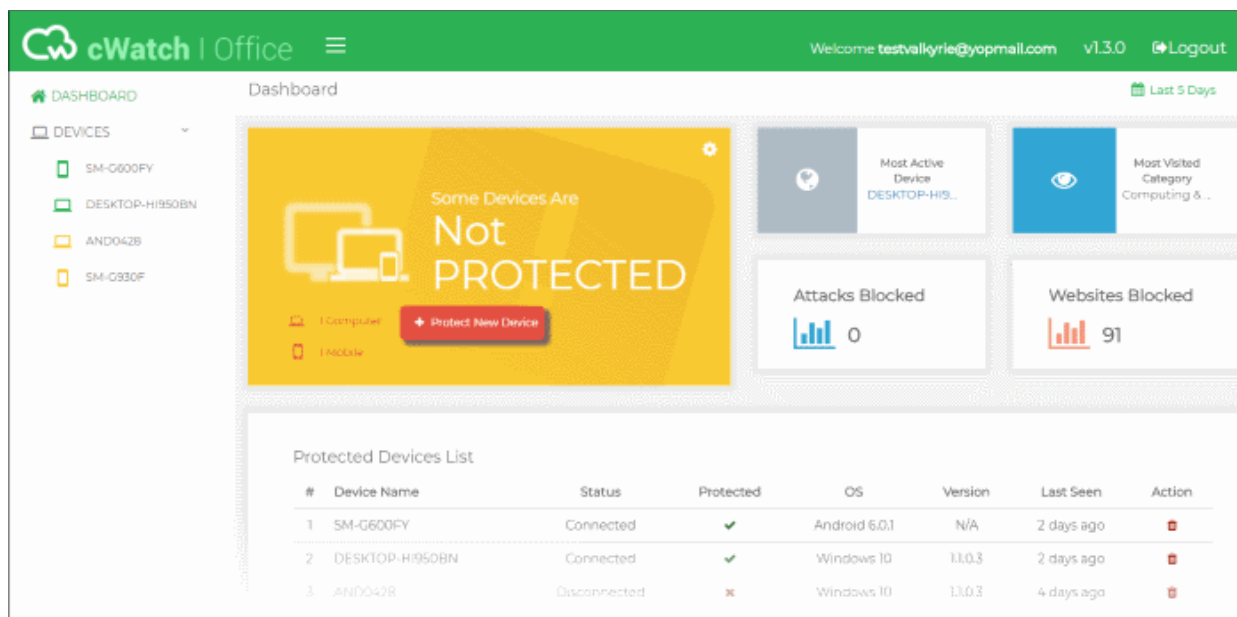 cWatch | Office
Welcome testvalkyrie@yopmail.com v1.3.0 Logout
DASHBOARD
DEVICES
SM-G600FY
DESKTOP-HI950BN
AND042B
SM-G930F
Dashboard
Last 5 Days
Some Devices Are
Not
PROTECTED
1 Computer
1 Mobile
+ Protect New Device
Most Active
Device
DESKTOP-HI9...
Most Visited
Category
Computing &...
Attacks Blocked
0
Websites Blocked
91
Protected Devices List
# Device Name Status Protected OS Version Last Seen Action
1 SM-G600FY Connected Android 6.0.1 N/A 2 days ago
2 DESKTOP-HI950BN Connected Windows 10 1.1.0.3 2 days ago
3 AND042B Disconnected Windows 10 1.1.0.3 4 days ago